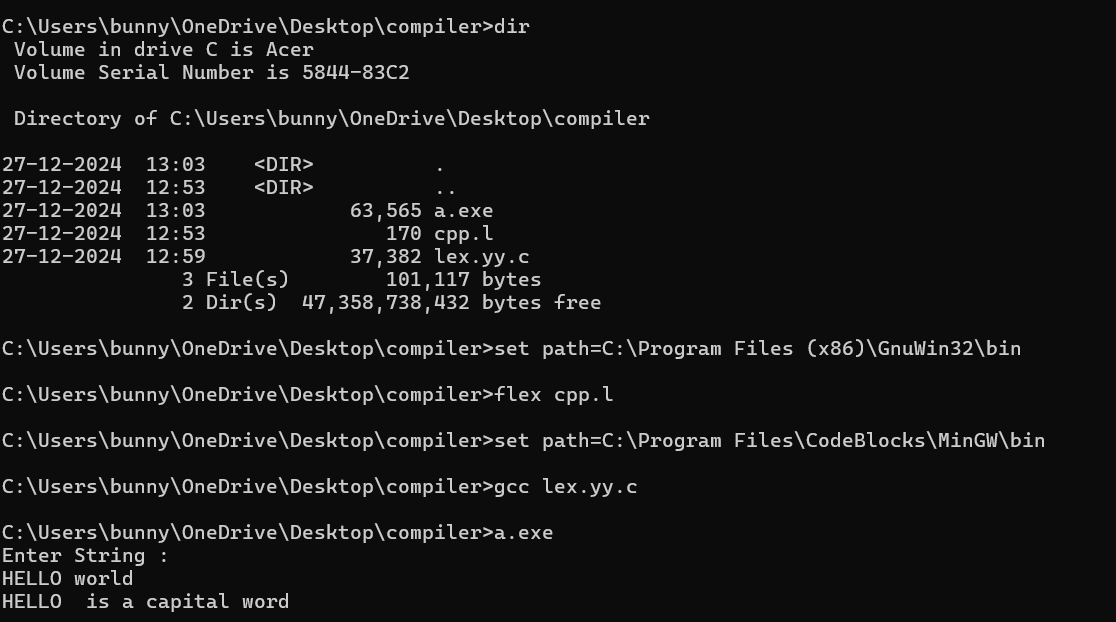 C:\Users\bunny\OneDrive\Desktop\compiler>dir
 Volume in drive C is Acer
 Volume Serial Number is 5844-83C2

 Directory of C:\Users\bunny\OneDrive\Desktop\compiler

27-12-2024  13:03    <DIR>          .
27-12-2024  12:53    <DIR>          ..
27-12-2024  13:03            63,565 a.exe
27-12-2024  12:53               170 cpp.l
27-12-2024  12:59            37,382 lex.yy.c
               3 File(s)        101,117 bytes
               2 Dir(s)  47,358,738,432 bytes free

C:\Users\bunny\OneDrive\Desktop\compiler>set path=C:\Program Files (x86)\GnuWin32\bin

C:\Users\bunny\OneDrive\Desktop\compiler>flex cpp.l

C:\Users\bunny\OneDrive\Desktop\compiler>set path=C:\Program Files\CodeBlocks\MinGW\bin

C:\Users\bunny\OneDrive\Desktop\compiler>gcc lex.yy.c

C:\Users\bunny\OneDrive\Desktop\compiler>a.exe
Enter String :
HELLO world
HELLO  is a capital word